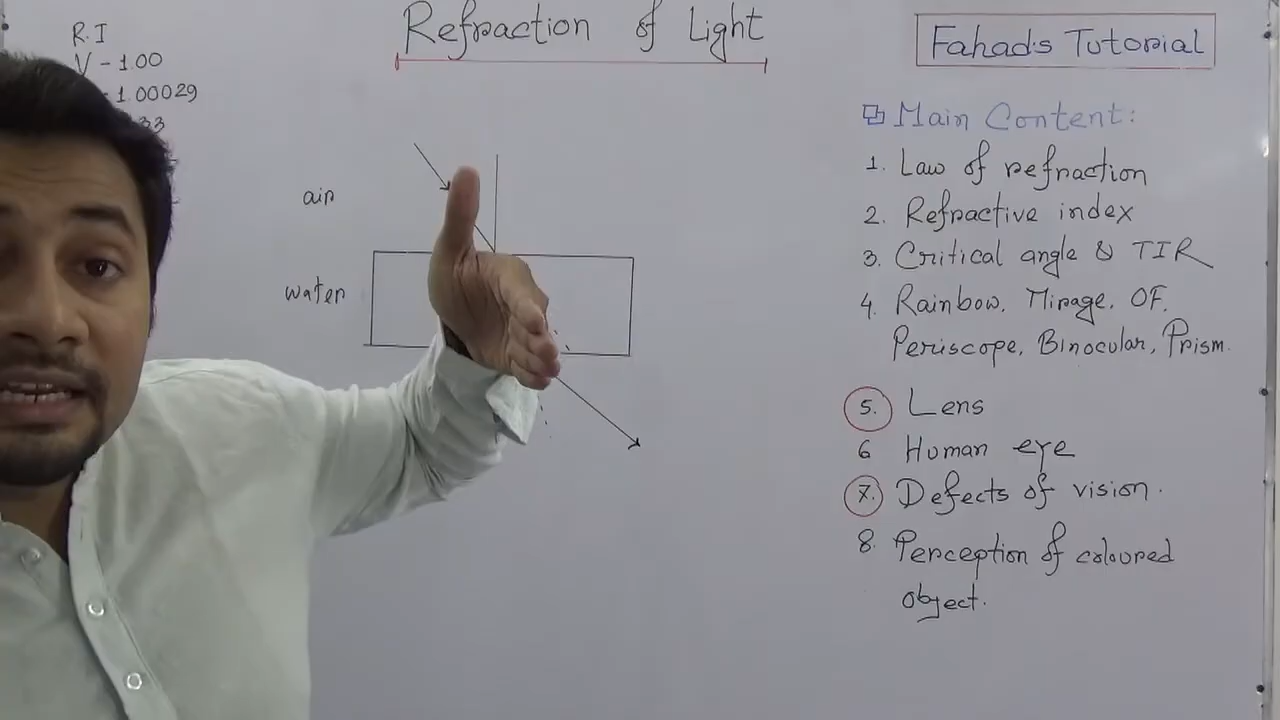 R.I
V - 1.00
1.00029
33
Refraction of Light
air
water
Fahad's Tutorial
Main Content:
1. Law of refraction
2. Refractive index
3. Critical angle & TIR
4. Rainbow, Mirage, OF,
Periscope, Binocular, Prism.
5. Lens
6 Human eye
7. Defects of vision.
8. Perception of coloured
object.